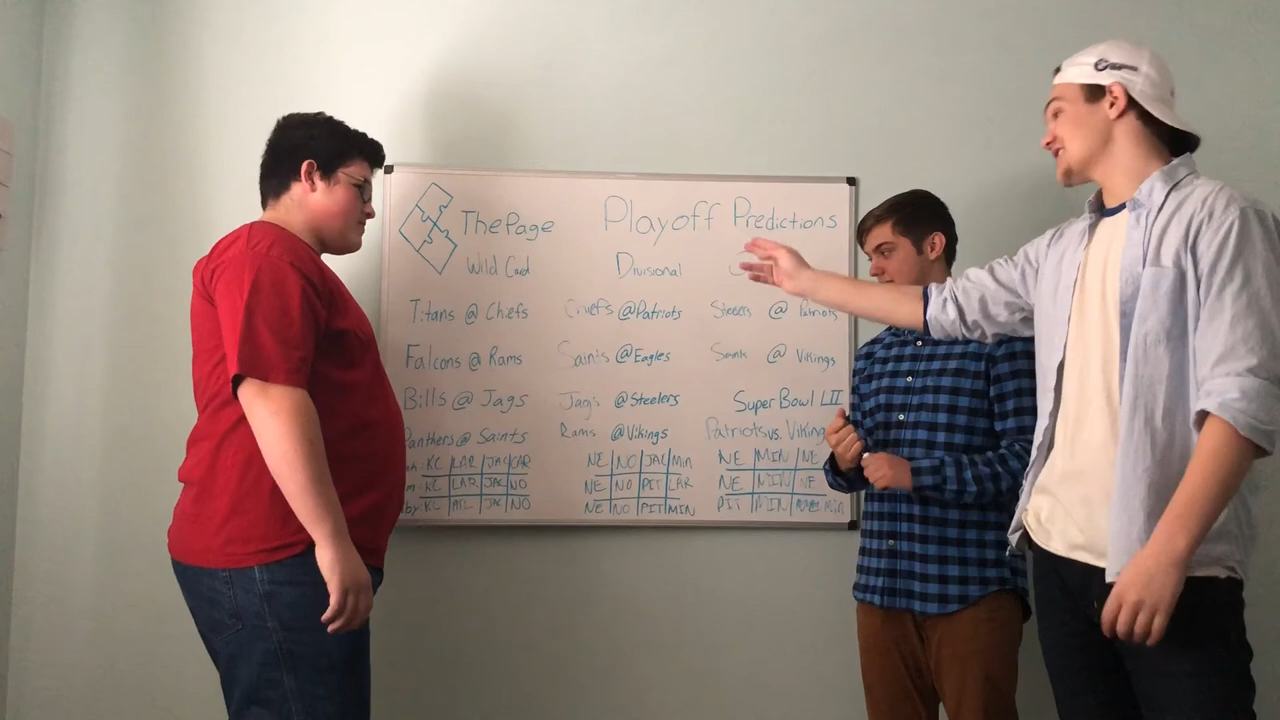 ThePage Playoff Predictions
Wild Card Divisional
Titans @ Chiefs Chiefs @Patriots Steelers @ Patriots
Falcons @ Rams Saints @Eagles Saints @ Vikings
Bills @ Jags Jags @Steelers Super Bowl LII
Panthers @ Saints Rams @Vikings Patriots vs. Viking
KC LAR JAC CAR NE NO JAC Min NE MIN NE
KC LAR JAC NO NE NO PIT LAR NE MIN NE
KC ATL JAC NO NE NO PIT MIN PIT MIN Min